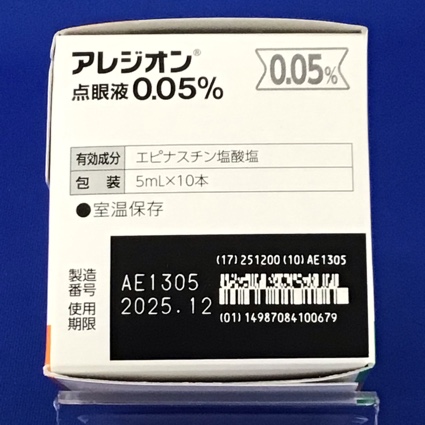 アレジオン®
点眼液0.05%
0.05%
有効成分 エピナスチン塩酸塩
包装 5mL×10本
●室温保存
(17)251200(10)AE1305
製造番号 AE1305
使用期限 2025.12
(01)14987084100679